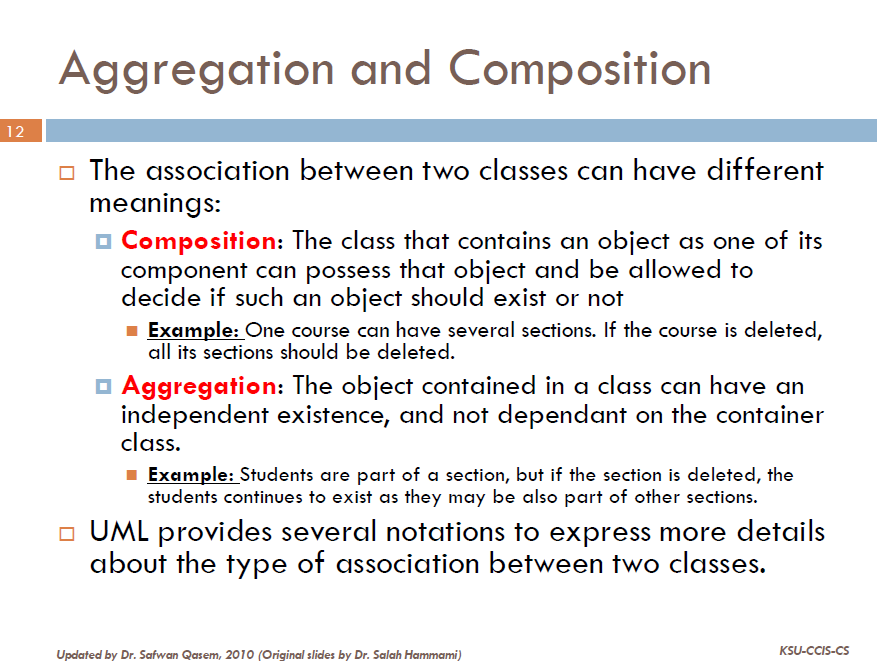 Aggregation and Composition
12
The association between two classes can have different
meanings:
Composition: The class that contains an object as one of its
component can possess that object and be allowed to
decide if such an object should exist or not
Example: One course can have several sections. If the course is deleted,
all its sections should be deleted.
Aggregation: The object contained in a class can have an
independent existence, and not dependant on the container
class.
Example: Students are part of a section, but if the section is deleted, the
students continues to exist as they may be also part of other sections.
UML provides several notations to express more details
about the type of association between two classes.
Updated by Dr. Safwan Qasem, 2010 (Original slides by Dr. Salah Hammami)
KSU-CCIS-CS